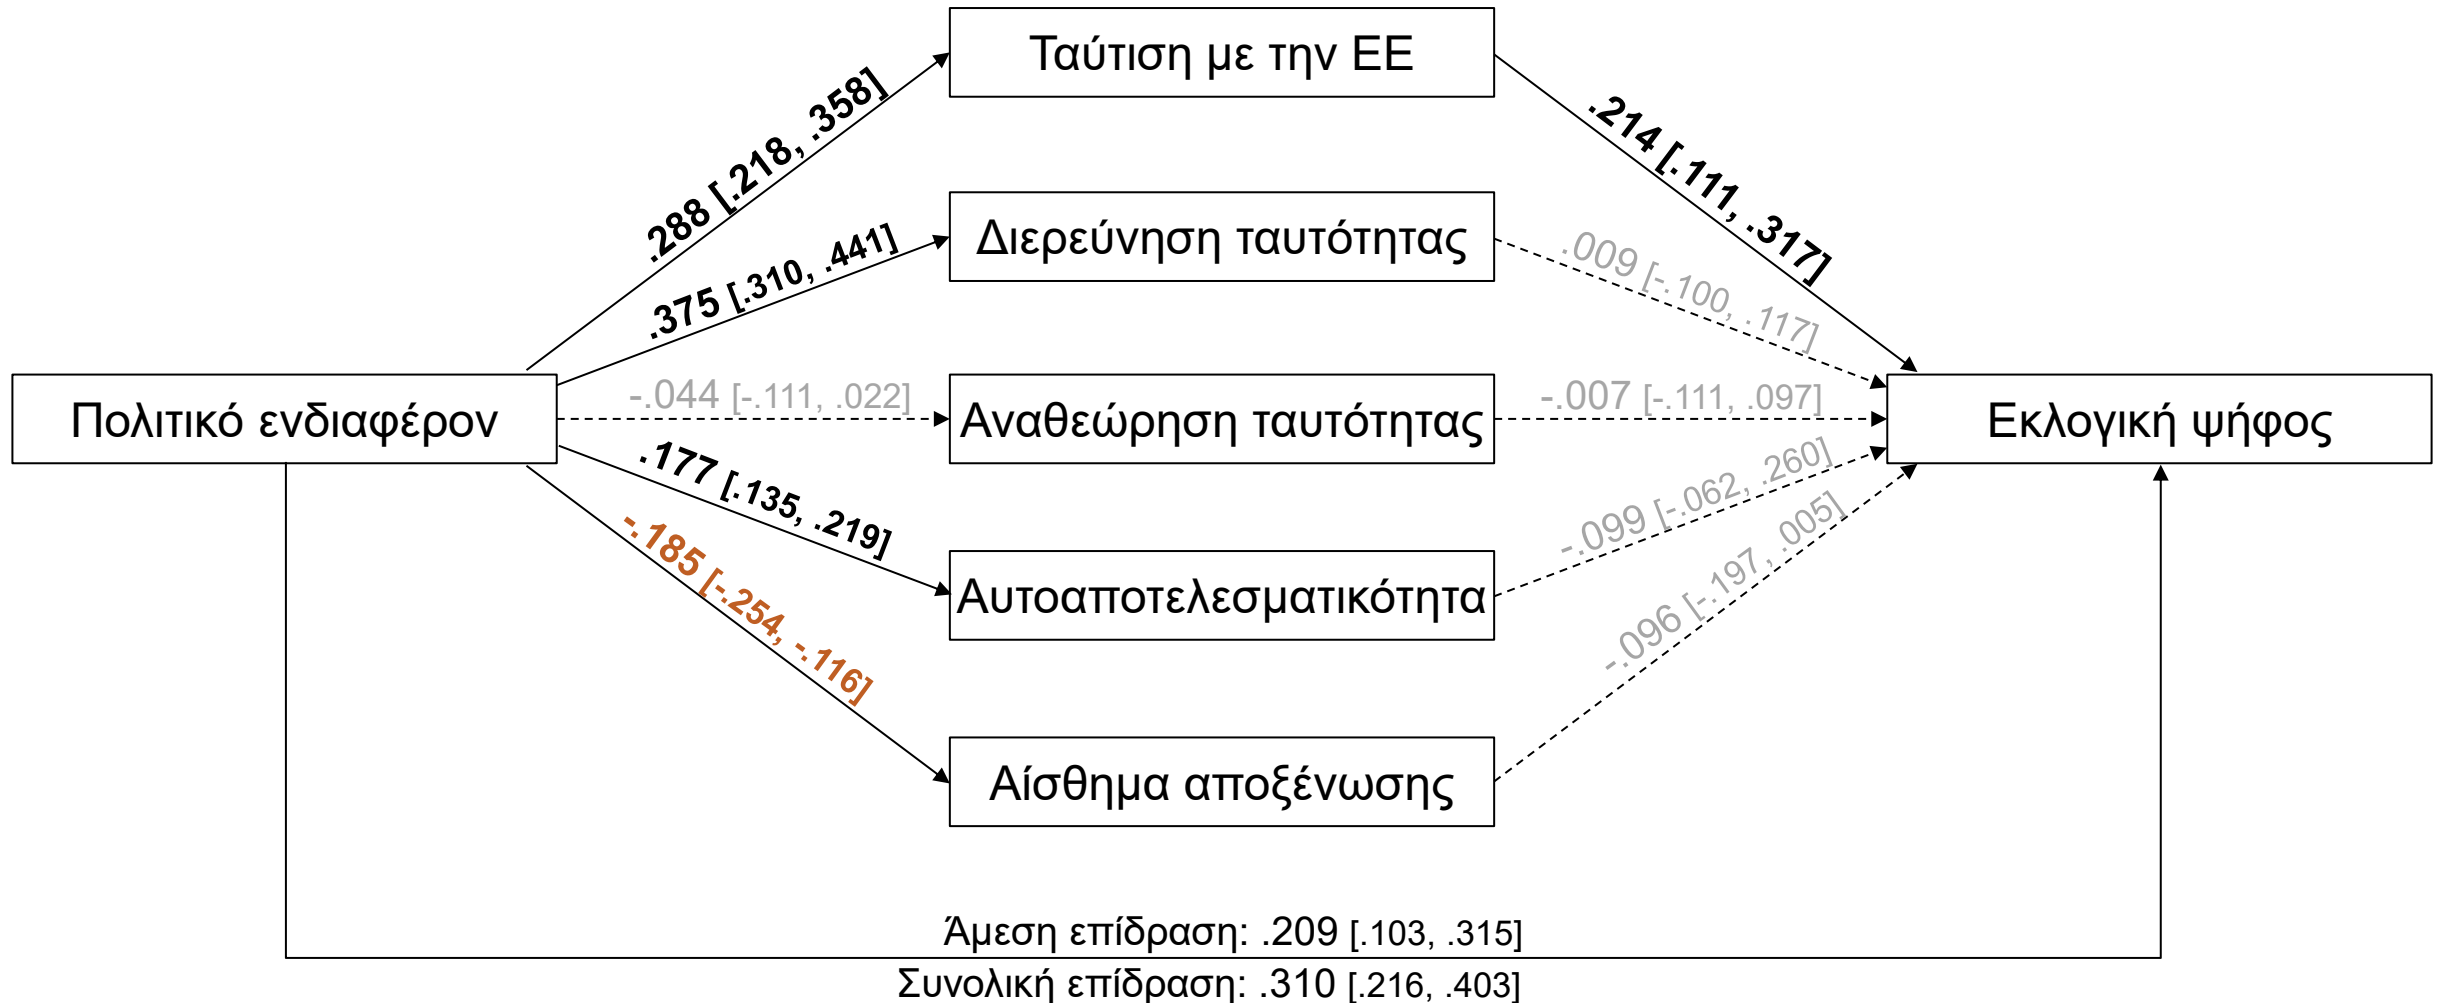 Ταύτιση με την ΕΕ
.288 [.218, .358]
.214 [.111, .317]
Διερεύνηση ταυτότητας
.375 [.310, .441]
.009 [-.100, .117]
Πολιτικό ενδιαφέρον
-.044 [-.111, .022]
Αναθεώρηση ταυτότητας
-.007 [-.111, .097]
Εκλογική ψήφος
.177 [.135, .219]
-.099 [-.062, .260]
Αυτοαποτελεσματικότητα
-.185 [-.254, -.116]
-.096 [-.197, .005]
Αίσθημα αποξένωσης
Άμεση επίδραση: .209 [.103, .315]
Συνολική επίδραση: .310 [.216, .403]